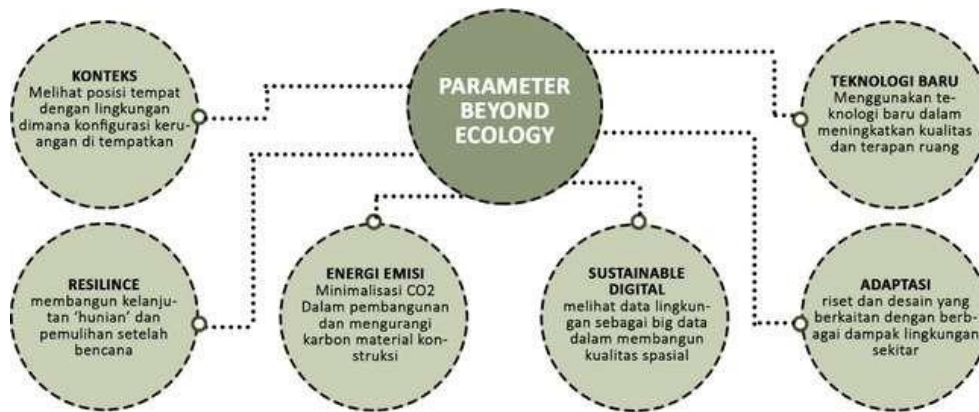 PARAMETER
BEYOND
ECOLOGY
KONTEKS
Melihat posisi tempat
dengan lingkungan
dimana konfigurasi keru-
angan di tempatkan
TEKNOLOGI BARU
Menggunakan te-
knologi baru dalam
meningkatkan kualitas
dan terapan ruang
RESILINCE
membangun kelanju-
tan 'hunian' dan
pemulihan setelah
bencana
ENERGI EMISI
Minimalisasi CO2
Dalam pembangunan
dan mengurangi
karbon material kon-
struksi
SUSTAINABLE
DIGITAL
melihat data lingku-
ngan sebagai big data
dalam membangun
kualitas spasial
ADAPTASI
riset dan desain yang
berkaitan dengan berb-
agai dampak lingkungan
sekitar